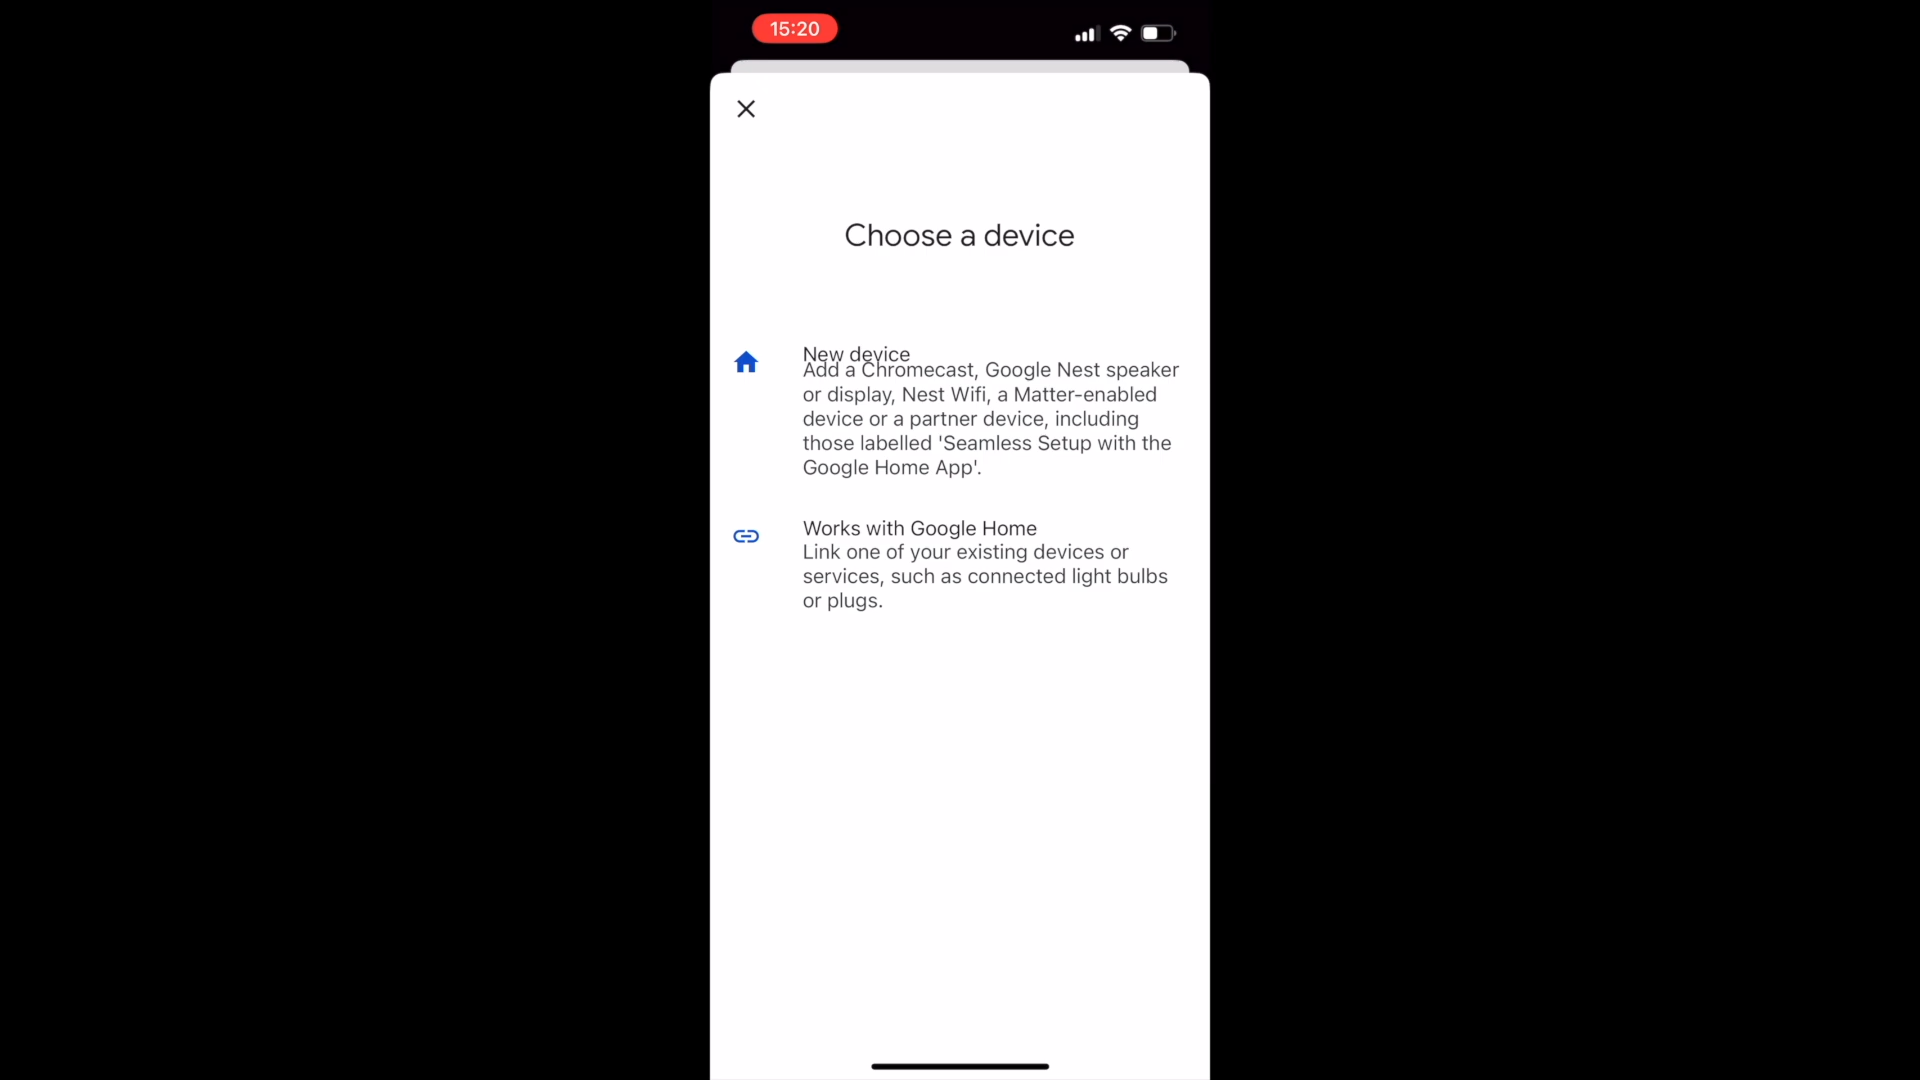 15:20
Choose a device
New device
Add a Chromecast, Google Nest speaker
or display, Nest Wifi, a Matter-enabled
device or a partner device, including
those labelled 'Seamless Setup with the
Google Home App'.
Works with Google Home
Link one of your existing devices or
services, such as connected light bulbs
or plugs.